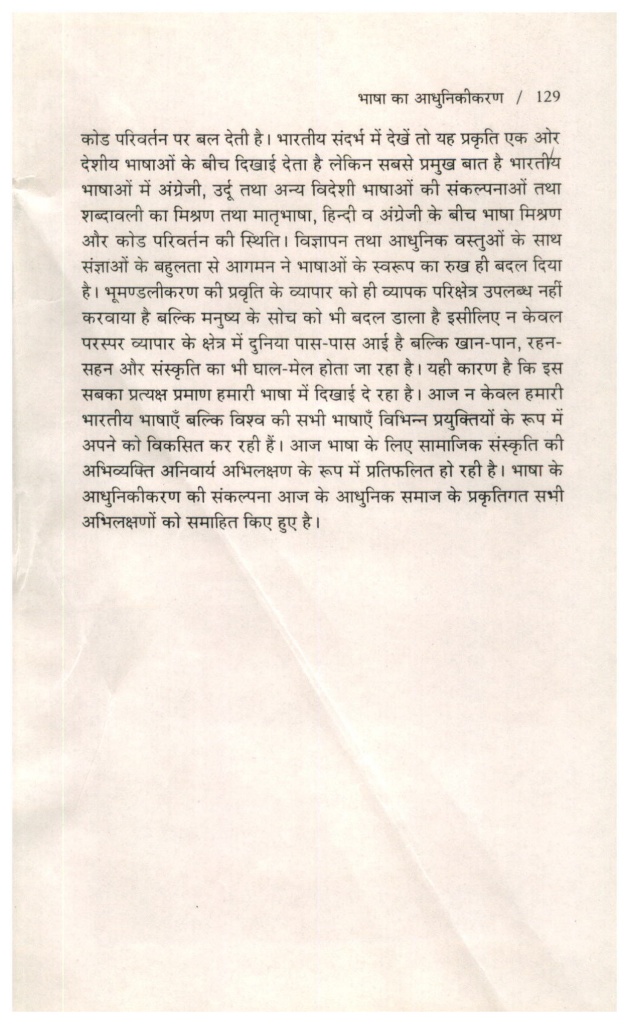 भाषा का आधुनिकीकरण / 129
कोड परिवर्तन पर बल देती है। भारतीय संदर्भ में देखें तो यह प्रकृति एक ओर
देशीय भाषाओं के बीच दिखाई देता है लेकिन सबसे प्रमुख बात है भारतीय
भाषाओं में अंग्रेजी, उर्दू तथा अन्य विदेशी भाषाओं की संकल्पनाओं तथा
शब्दावली का मिश्रण तथा मातृभाषा, हिन्दी व अंग्रेजी के बीच भाषा मिश्रण
और कोड परिवर्तन की स्थिति। विज्ञापन तथा आधुनिक वस्तुओं के साथ
संज्ञाओं के बहुलता से आगमन ने भाषाओं के स्वरूप का रुख ही बदल दिया
है। भूमण्डलीकरण की प्रवृति के व्यापार को ही व्यापक परिक्षेत्र उपलब्ध नहीं
करवाया है बल्कि मनुष्य के सोच को भी बदल डाला है इसीलिए न केवल
परस्पर व्यापार के क्षेत्र में दुनिया पास-पास आई है बल्कि खान-पान, रहन-
सहन और संस्कृति का भी घाल-मेल होता जा रहा है। यही कारण है कि इस
सबका प्रत्यक्ष प्रमाण हमारी भाषा में दिखाई दे रहा है। आज न केवल हमारी
भारतीय भाषाएँ बल्कि विश्व की सभी भाषाएँ विभिन्न प्रयुक्तियों के रूप में
अपने को विकसित कर रही हैं। आज भाषा के लिए सामाजिक संस्कृति की
अभिव्यक्ति अनिवार्य अभिलक्षण के रूप में प्रतिफलित हो रही है। भाषा के
आधुनिकीकरण की संकल्पना आज के आधुनिक समाज के प्रकृतिगत सभी
अभिलक्षणों को समाहित किए हुए है।